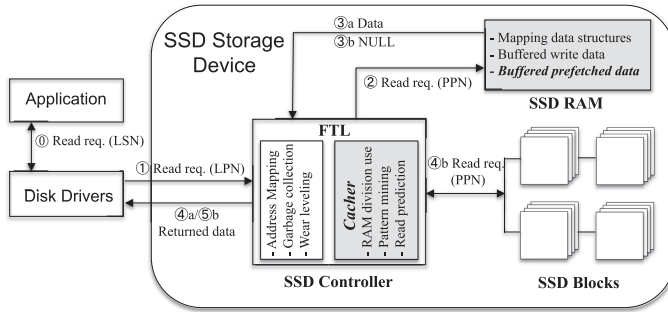 SSD Storage
Device
③a Data
③b NULL
② Read req. (PPN)
- Mapping data structures
- Buffered write data
- Buffered prefetched data
SSD RAM
Application
⓪ Read req. (LSN)
Disk Drivers
① Read req. (LPN)
④a/⑤b
Returned data
FTL
- Address Mapping
- Garbage collection
- Wear leveling
Cacher
- RAM division use
- Pattern mining
- Read prediction
SSD Controller
④b Read req.
(PPN)
SSD Blocks